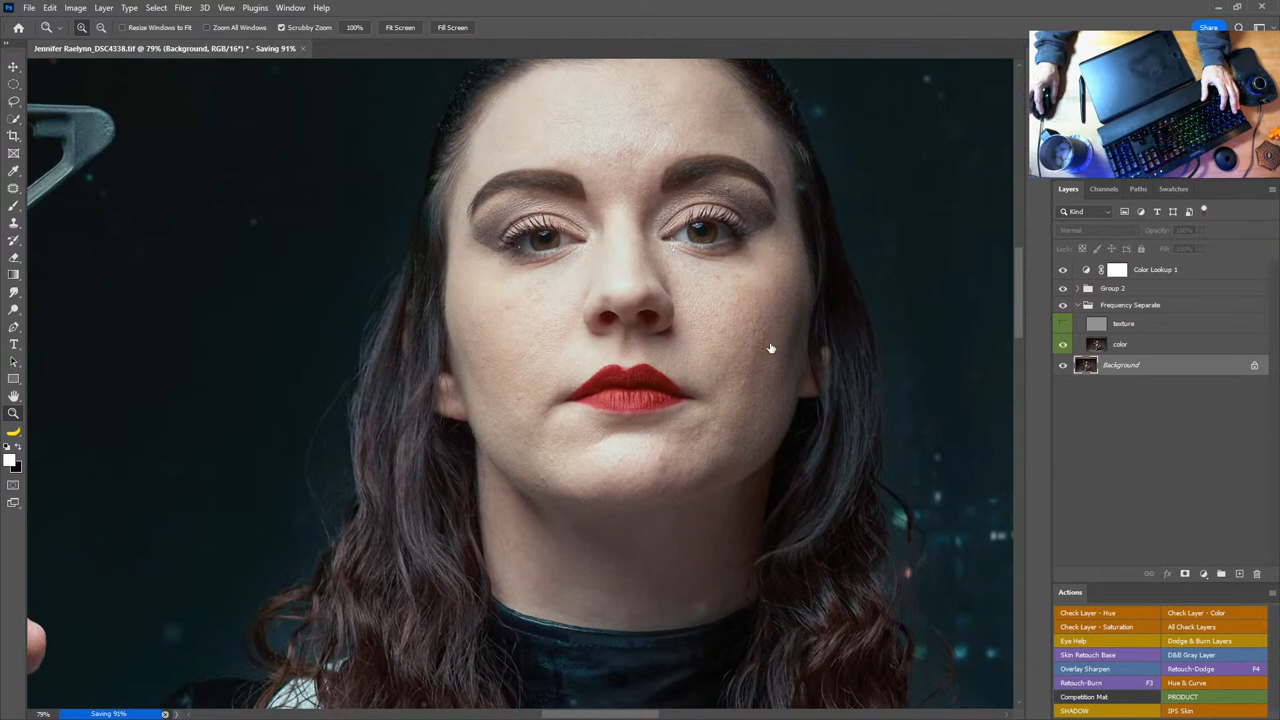 Ps File Edit Image Layer Type Select Filter 3D View Plugins Window Help
Resize Windows to Fit Zoom All Windows Scrubby Zoom 100% Fit Screen Fill Screen Share
Jennifer Raelynn_DSC4338.tif @ 79% (Background, RGB/16*) * - Saving 91% ×
Layers Channels Paths Swatches
Kind
Normal Opacity: 100%
Lock: Fill: 100%
Color Lookup 1
Group 2
Frequency Separate
texture
color
Background
fx
Actions
Check Layer - Hue Check Layer - Color
Check Layer - Saturation All Check Layers
Eye Help Dodge & Burn Layers
Skin Retouch Base D&B Gray Layer
Overlay Sharpen Retouch-Dodge F4
Retouch-Burn F3 Hue & Curve
Competition Mat PRODUCT
SHADOW IPS Skin
79% Saving 91%